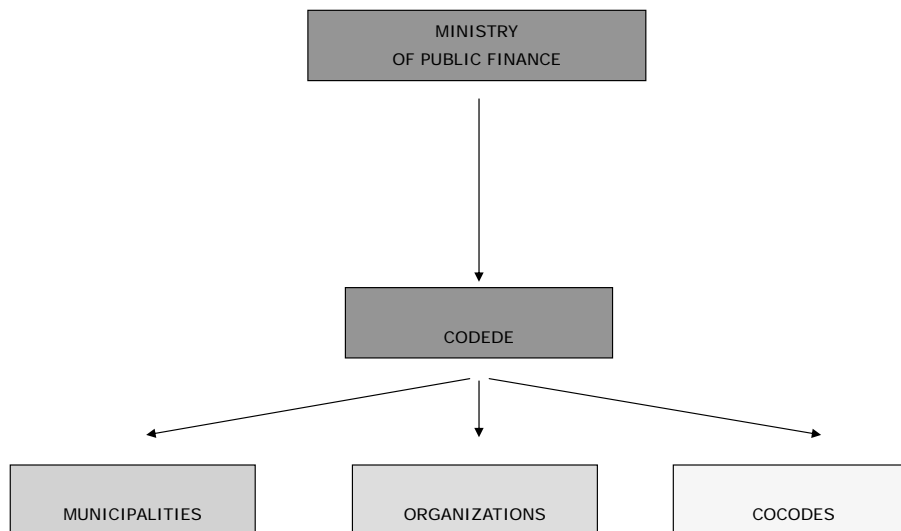 MINISTRY
OF PUBLIC FINANCE
CODEDE
MUNICIPALITIES
ORGANIZATIONS
COCODES